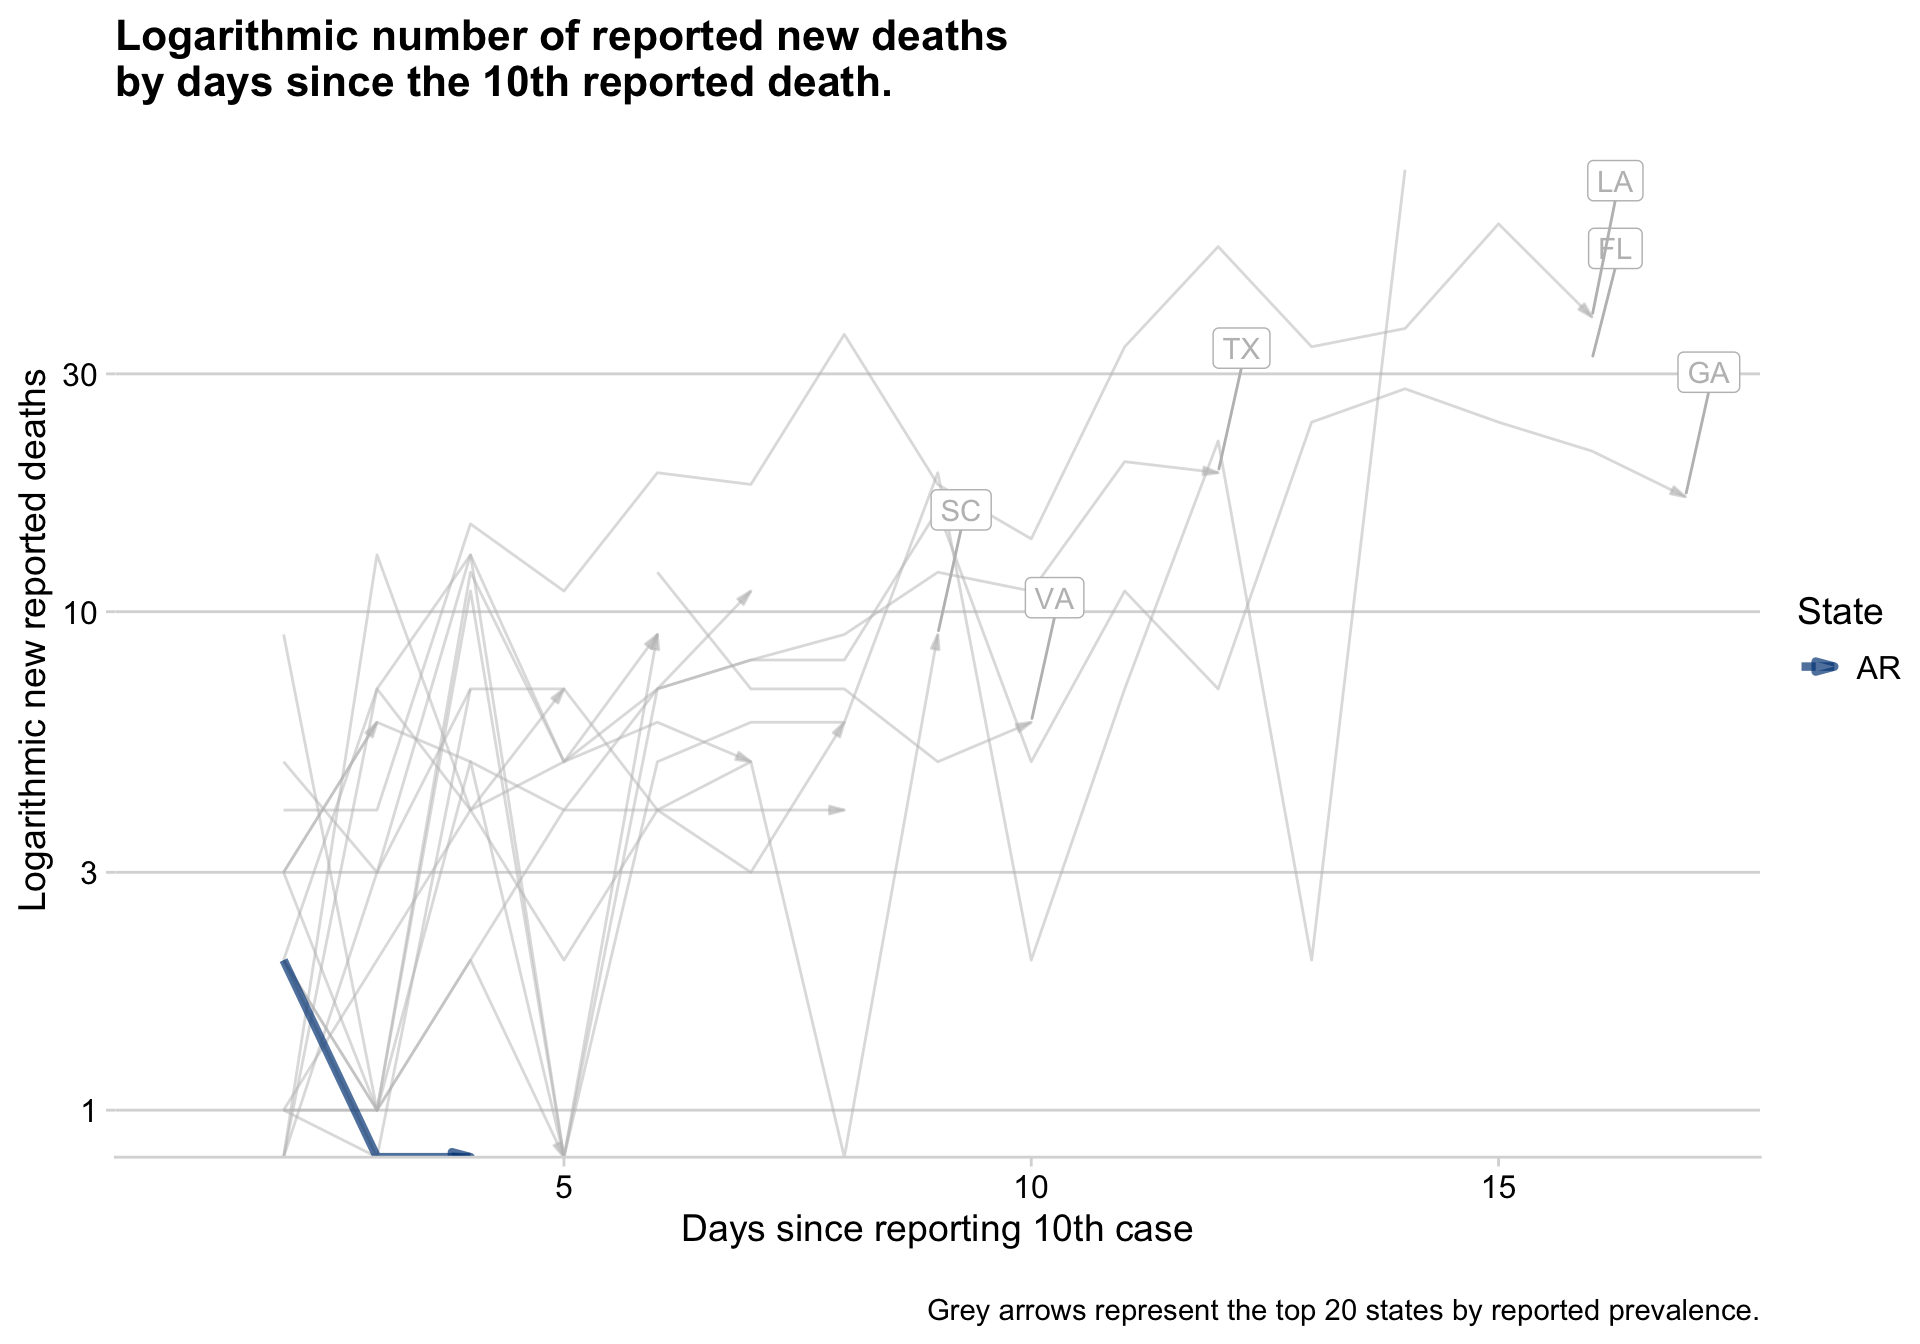 Logarithmic number of reported new deaths
by days since the 10th reported death.
LA
FL
TX
GA
SC
VA
30
10
3
1
Logarithmic new reported deaths
5
10
15
Days since reporting 10th case
State
AR
Grey arrows represent the top 20 states by reported prevalence.